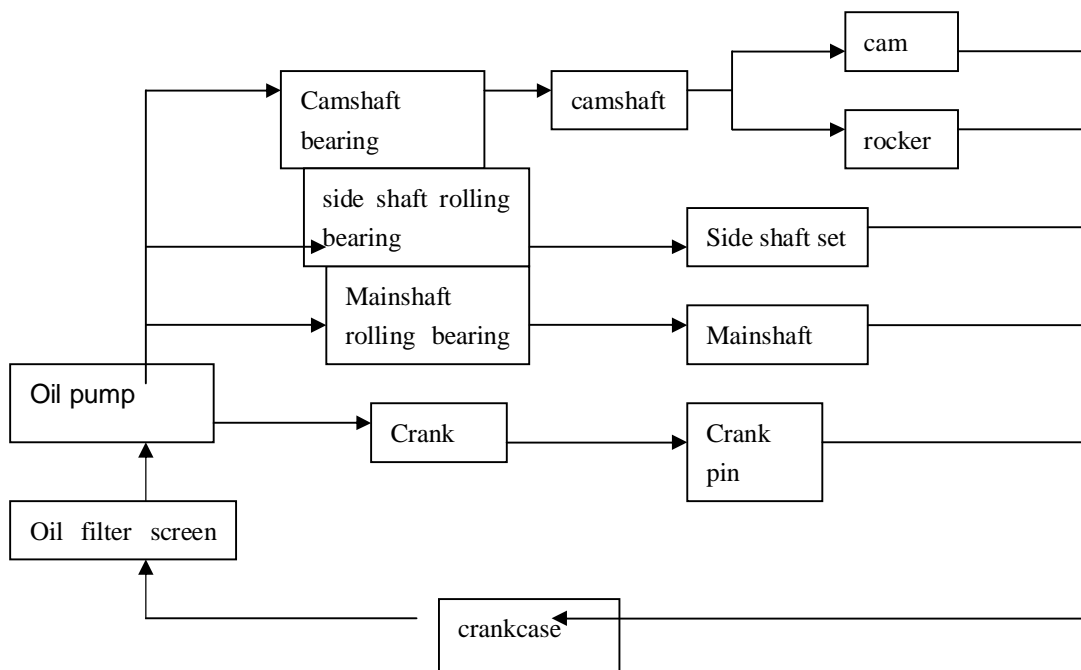 cam
Camshaft
bearing
camshaft
rocker
side shaft rolling
bearing
Side shaft set
Mainshaft
rolling bearing
Mainshaft
Oil pump
Crank
Crank
pin
Oil filter screen
crankcase